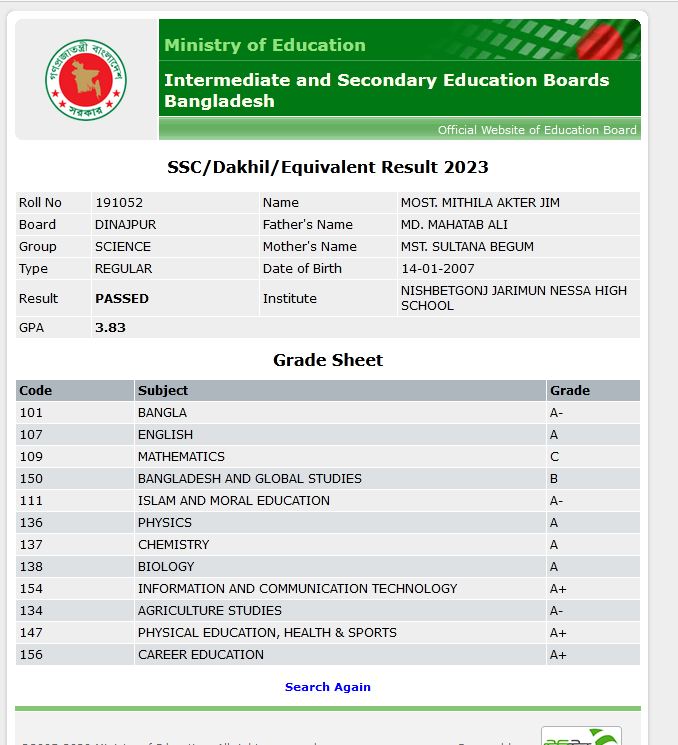 গণপ্রজাতন্ত্রী বাংলাদেশ
সরকার
Ministry of Education
Intermediate and Secondary Education Boards
Bangladesh
Official Website of Education Board
SSC/Dakhil/Equivalent Result 2023
Roll No 191052 Name MOST. MITHILA AKTER JIM
Board DINAJPUR Father's Name MD. MAHATAB ALI
Group SCIENCE Mother's Name MST. SULTANA BEGUM
Type REGULAR Date of Birth 14-01-2007
Result PASSED Institute NISHBETGONJ JARIMUN NESSA HIGH
SCHOOL
GPA 3.83
Grade Sheet
Code Subject Grade
101 BANGLA A-
107 ENGLISH A
109 MATHEMATICS C
150 BANGLADESH AND GLOBAL STUDIES B
111 ISLAM AND MORAL EDUCATION A-
136 PHYSICS A
137 CHEMISTRY A
138 BIOLOGY A
154 INFORMATION AND COMMUNICATION TECHNOLOGY A+
134 AGRICULTURE STUDIES A-
147 PHYSICAL EDUCATION, HEALTH & SPORTS A+
156 CAREER EDUCATION A+
Search Again